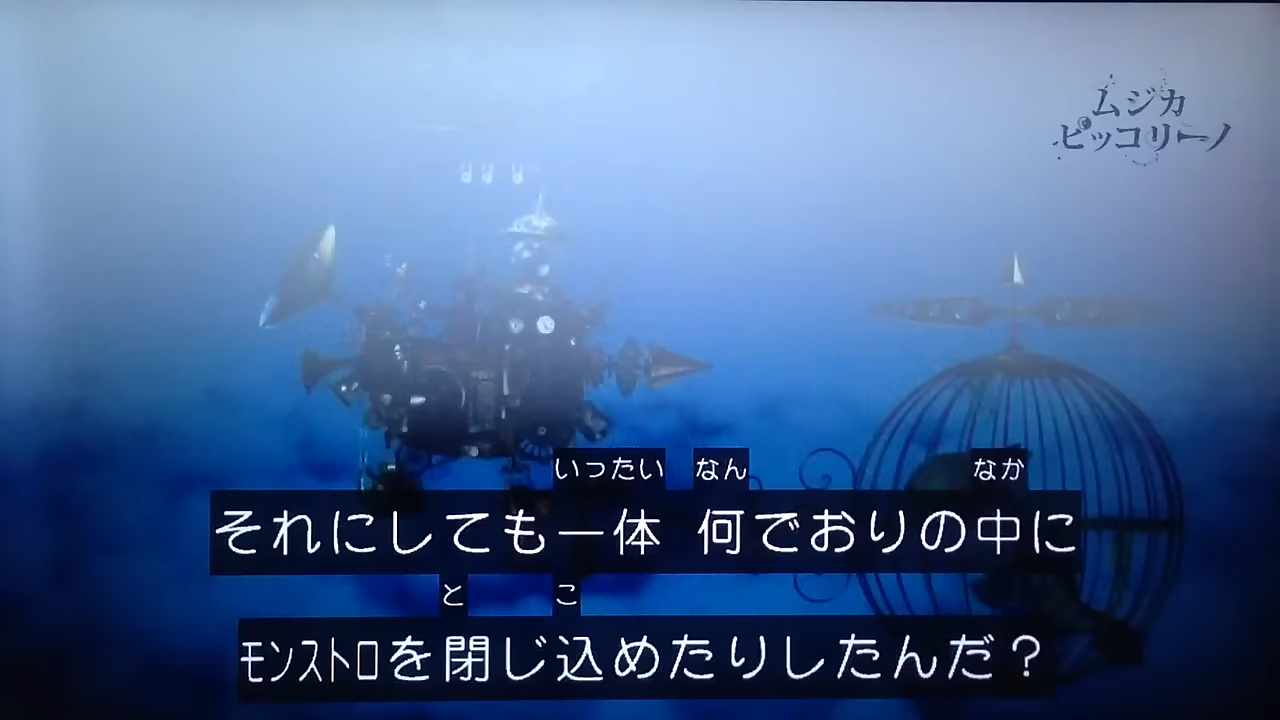 ムジカ
ピッコリーノ
いったい なん なか
それにしても一体 何でおりの中に
と こ
モンストロを閉じ込めたりしたんだ？